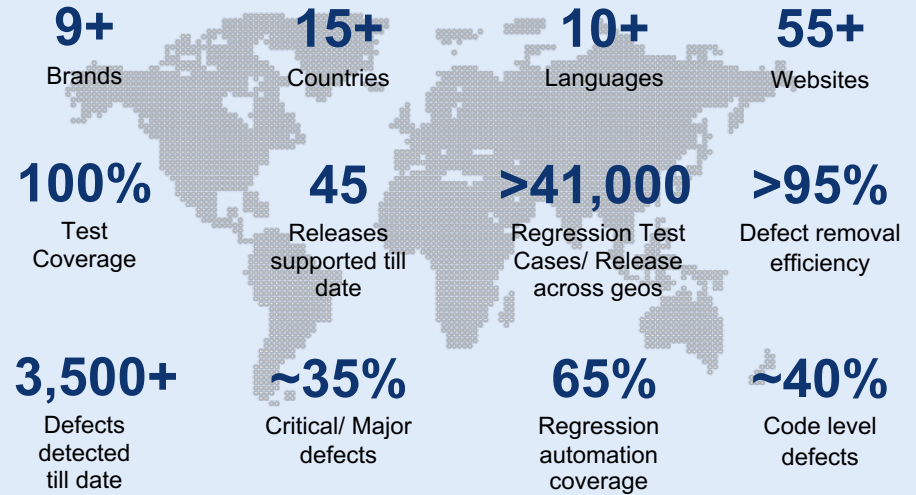 9+
Brands
15+
Countries
10+
Languages
55+
Websites
100%
Test
Coverage
45
Releases
supported till
date
>41,000
Regression Test
Cases/ Release
across geos
>95%
Defect removal
efficiency
3,500+
Defects
detected
till date
~35%
Critical/ Major
defects
65%
Regression
automation
coverage
~40%
Code level
defects